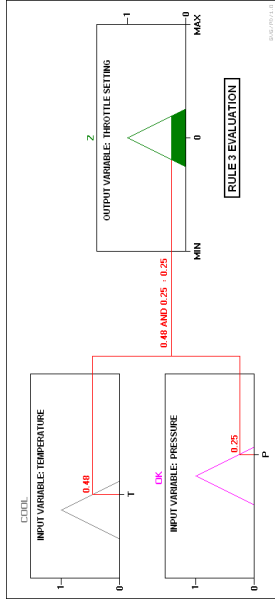 COOL
INPUT VARIABLE: TEMPERATURE
1
0
0.48
T
OK
INPUT VARIABLE: PRESSURE
1
0
0.25
P
0.48 AND 0.25 : 0.25
Z
OUTPUT VARIABLE: THROTTLE SETTING
1
0
MIN
0
MAX
RULE 3 EVALUATION